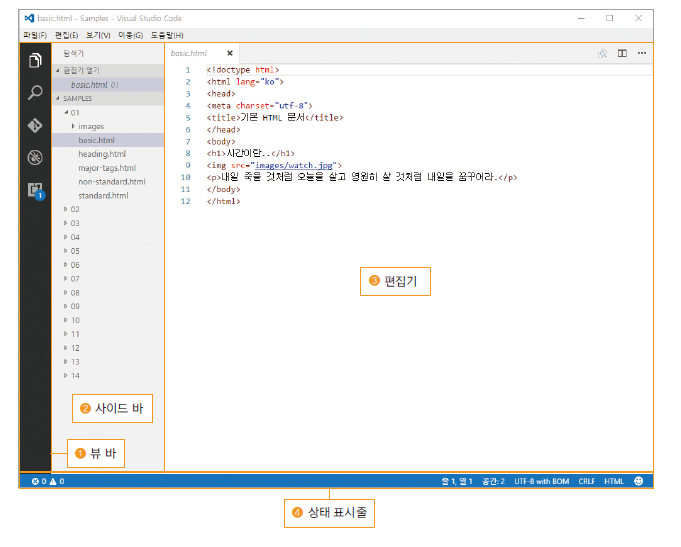 basic.html - Samples - Visual Studio Code
파일(F) 편집(E) 보기(V) 이동(G) 도움말(H)
탐색기
편집기 열기
basic.html 01
SAMPLES
01
images
basic.html
heading.html
major-tags.html
non-standard.html
standard.html
02
03
04
05
06
07
08
09
10
11
12
13
14
1
basic.html
1 <!doctype html>
2 <html lang="ko">
3 <head>
4 <meta charset="utf-8">
5 <title>기본 HTML 문서</title>
6 </head>
7 <body>
8 <h1>시간이란..</h1>
9 <img src="images/watch.jpg">
10 <p>내일 죽을 것처럼 오늘을 살고 영원히 살 것처럼 내일을 꿈꾸어라.</p>
11 </body>
12 </html>
3 편집기
2 사이드 바
1 뷰 바
0 0 줄 1, 열 1 공간: 2 UTF-8 with BOM CRLF HTML
4 상태 표시줄